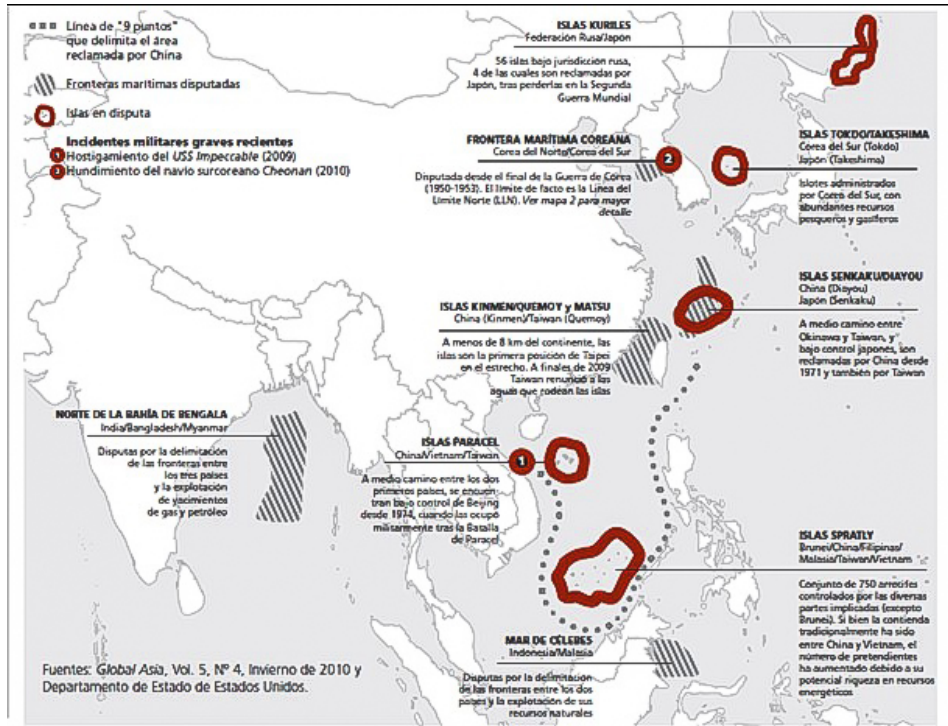 Línea de "9 puntos"
que delimita el área
reclamada por China
Fronteras marítimas disputadas
Islas en disputa
Incidentes militares graves recientes
1 Hostigamiento del USS Impeccable (2009)
2 Hundimiento del navío surcoreano Cheonan (2010)
ISLAS KURILES
Federación Rusa/Japón
56 islas bajo jurisdicción rusa,
4 de las cuales son reclamadas por
Japón, tras perderlas en la Segunda
Guerra Mundial
FRONTERA MARÍTIMA COREANA
Corea del Norte/Corea del Sur
Disputada desde el final de la Guerra de Corea
(1950-1953). El límite de facto es la Línea del
Límite Norte (LLN). Ver mapa 2 para mayor
detalle
2
ISLAS TOKDO/TAKESHIMA
Corea del Sur (Tokdo)
Japón (Takeshima)
Islotes administrados
por Corea del Sur, con
abundantes recursos
pesqueros y gasíferos
ISLAS SENKAKU/DIAYOU
China (Diayou)
Japón (Senkaku)
A medio camino entre
Okinawa y Taiwan, y
bajo control japones, son
reclamadas por China desde
1971 y también por Taiwan
ISLAS KINMEN/QUEMOY y MATSU
China (Kinmen)/Taiwan (Quemoy)
A menos de 8 km del continente, las
islas son la primera posición de Taipei
en el estrecho. A finales de 2009
Taiwan renunció a las
aguas que rodean las islas
NORTE DE LA BAHÍA DE BENGALA
India/Bangladesh/Myanmar
Disputas por la delimitación
de las fronteras entre
los tres países
y la explotación
de yacimientos
de gas y petróleo
ISLAS PARACEL
China/Vietnam/Taiwan
1
A medio camino entre los dos
primeros países, se encuen
tran bajo control de Beijing
desde 1974, cuando las ocupó
militarmente tras la Batalla
de Paracel
ISLAS SPRATLY
Brunei/China/Filipinas/
Malasia/Taiwan/Vietnam
Conjunto de 750 arrecifes
controlados por las diversas
partes implicadas (excepto
Brunei). Si bien la contienda
tradicionalmente ha sido
entre China y Vietnam, el
número de pretendientes
ha aumentado debido a su
potencial riqueza en recursos
energéticos
MAR DE CÉLEBES
Indonesia/Malasia
Disputas por la delimitación
de las fronteras entre los dos
países y la explotación de sus
recursos naturales
Fuentes: Global Asia, Vol. 5, Nº 4, Invierno de 2010 y
Departamento de Estado de Estados Unidos.